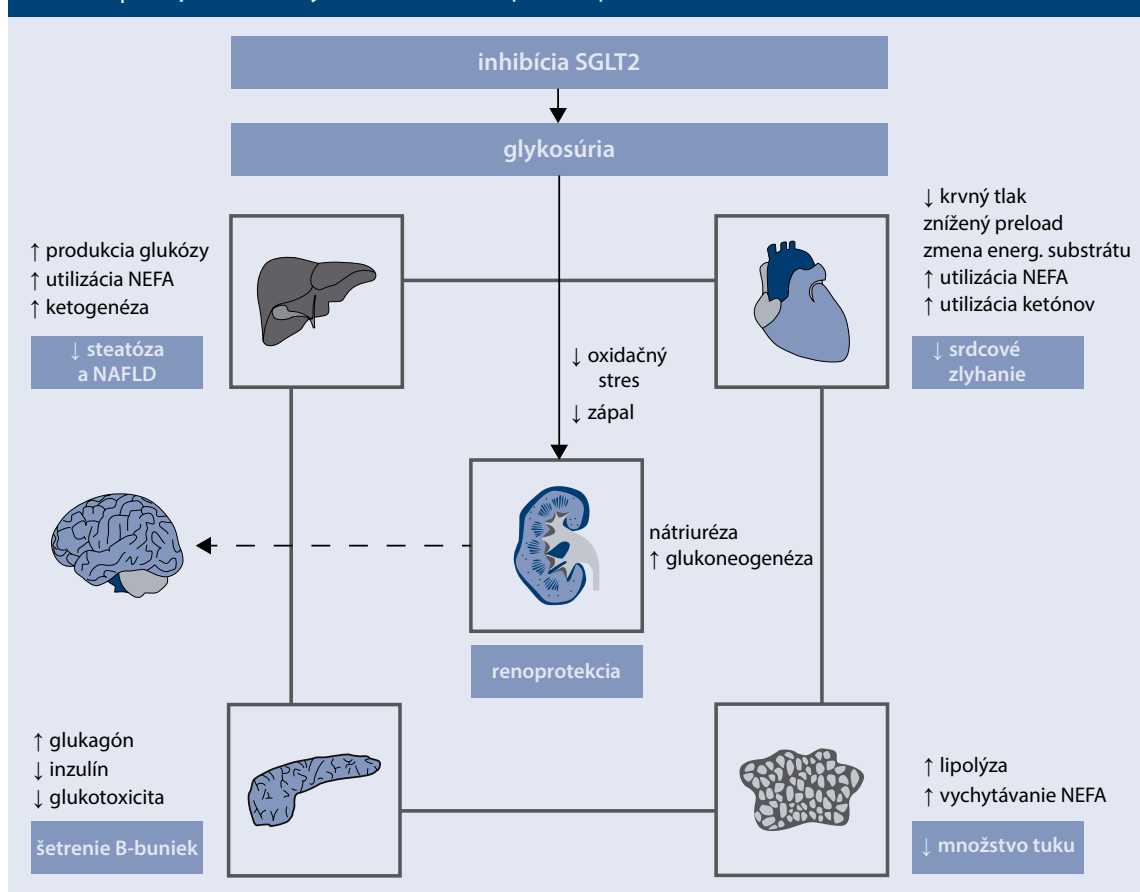 inhibícia SGLT2
glykosúria
↑ produkcia glukózy
↑ utilizácia NEFA
↑ ketogenéza
↓ steatóza
a NAFLD
↓ krvný tlak
znížený preload
zmena energ. substrátu
↑ utilizácia NEFA
↑ utilizácia ketónov
↓ srdcové
zlyhanie
↓ oxidačný
stres
↓ zápal
nátriuréza
↑ glukoneogenéza
renoprotekcia
↑ glukagón
↓ inzulín
↓ glukotoxicita
šetrenie B-buniek
↑ lipolýza
↑ vychytávanie NEFA
↓ množstvo tuku